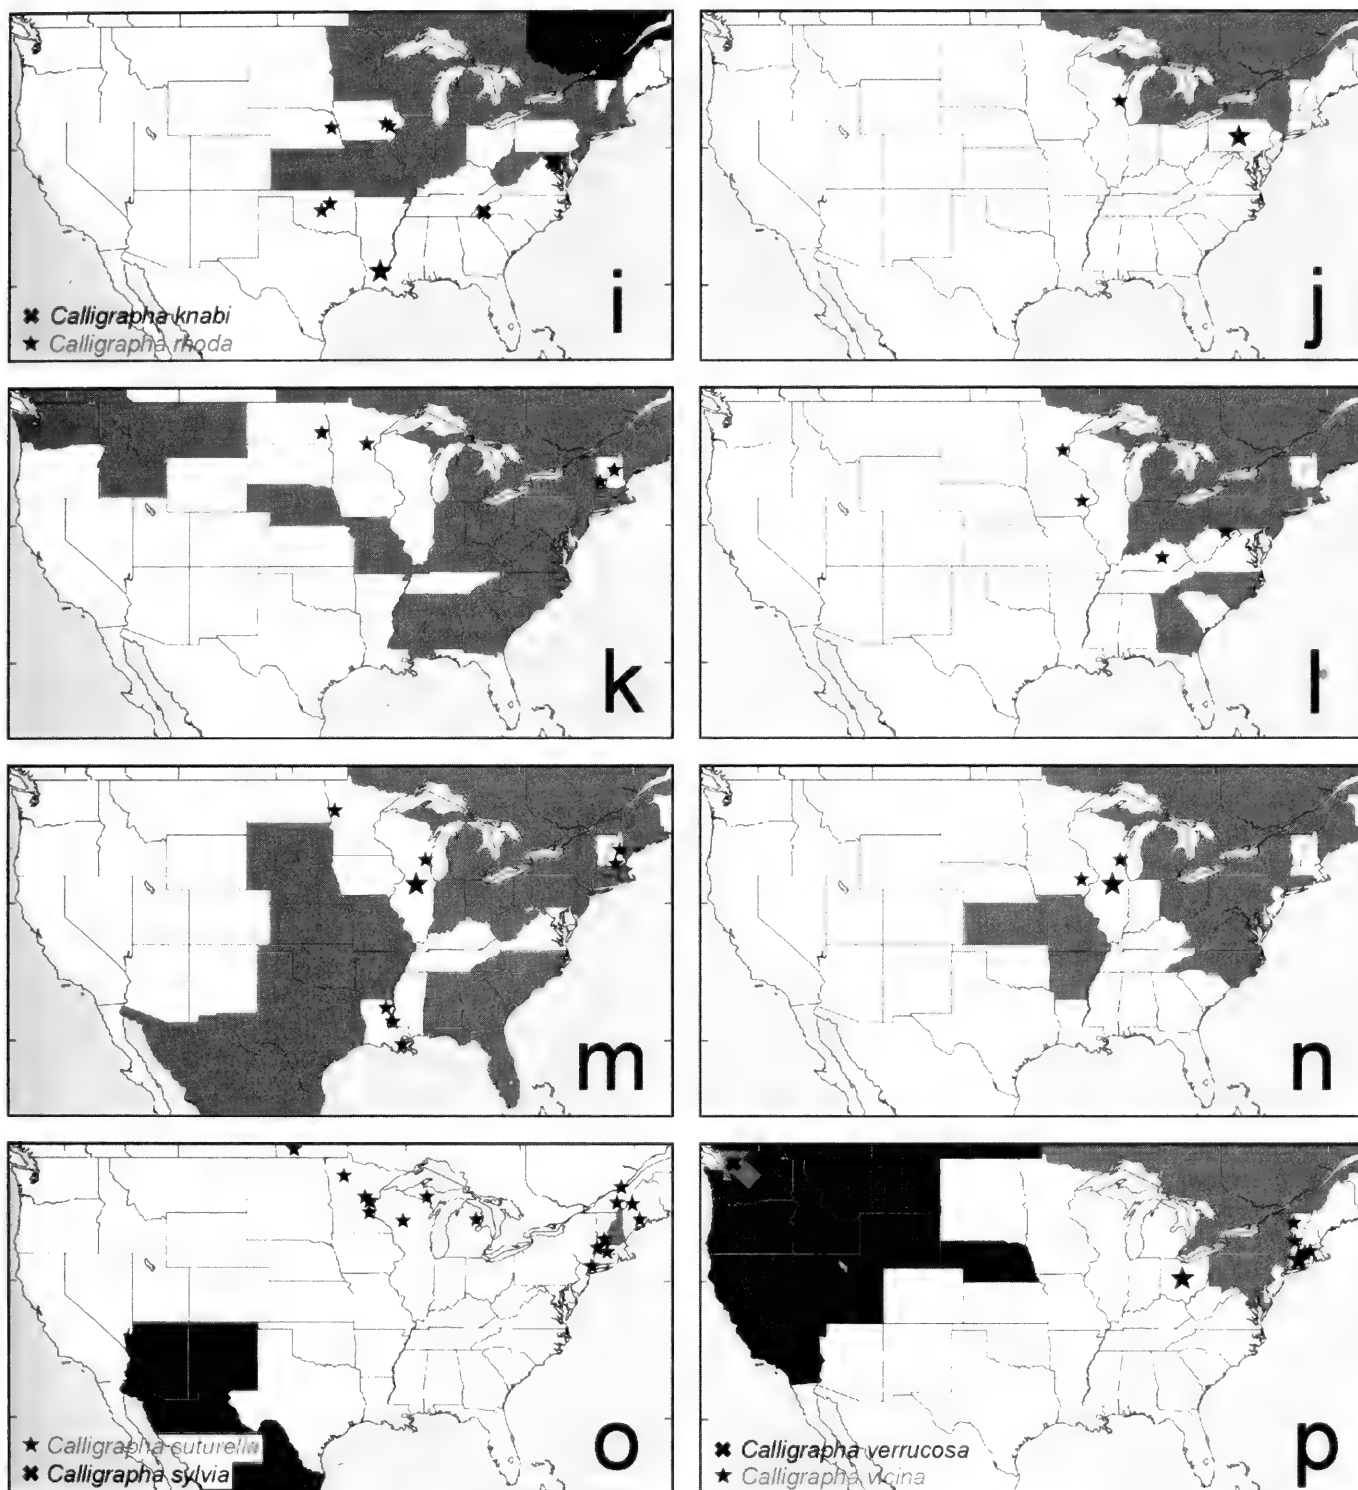 i
✖ Calligrapha knabi
★ Calligrapha rhoda
j
k
l
m
n
o
★ Calligrapha suturella
✖ Calligrapha sylvia
p
✖ Calligrapha verrucosa
★ Calligrapha vicina